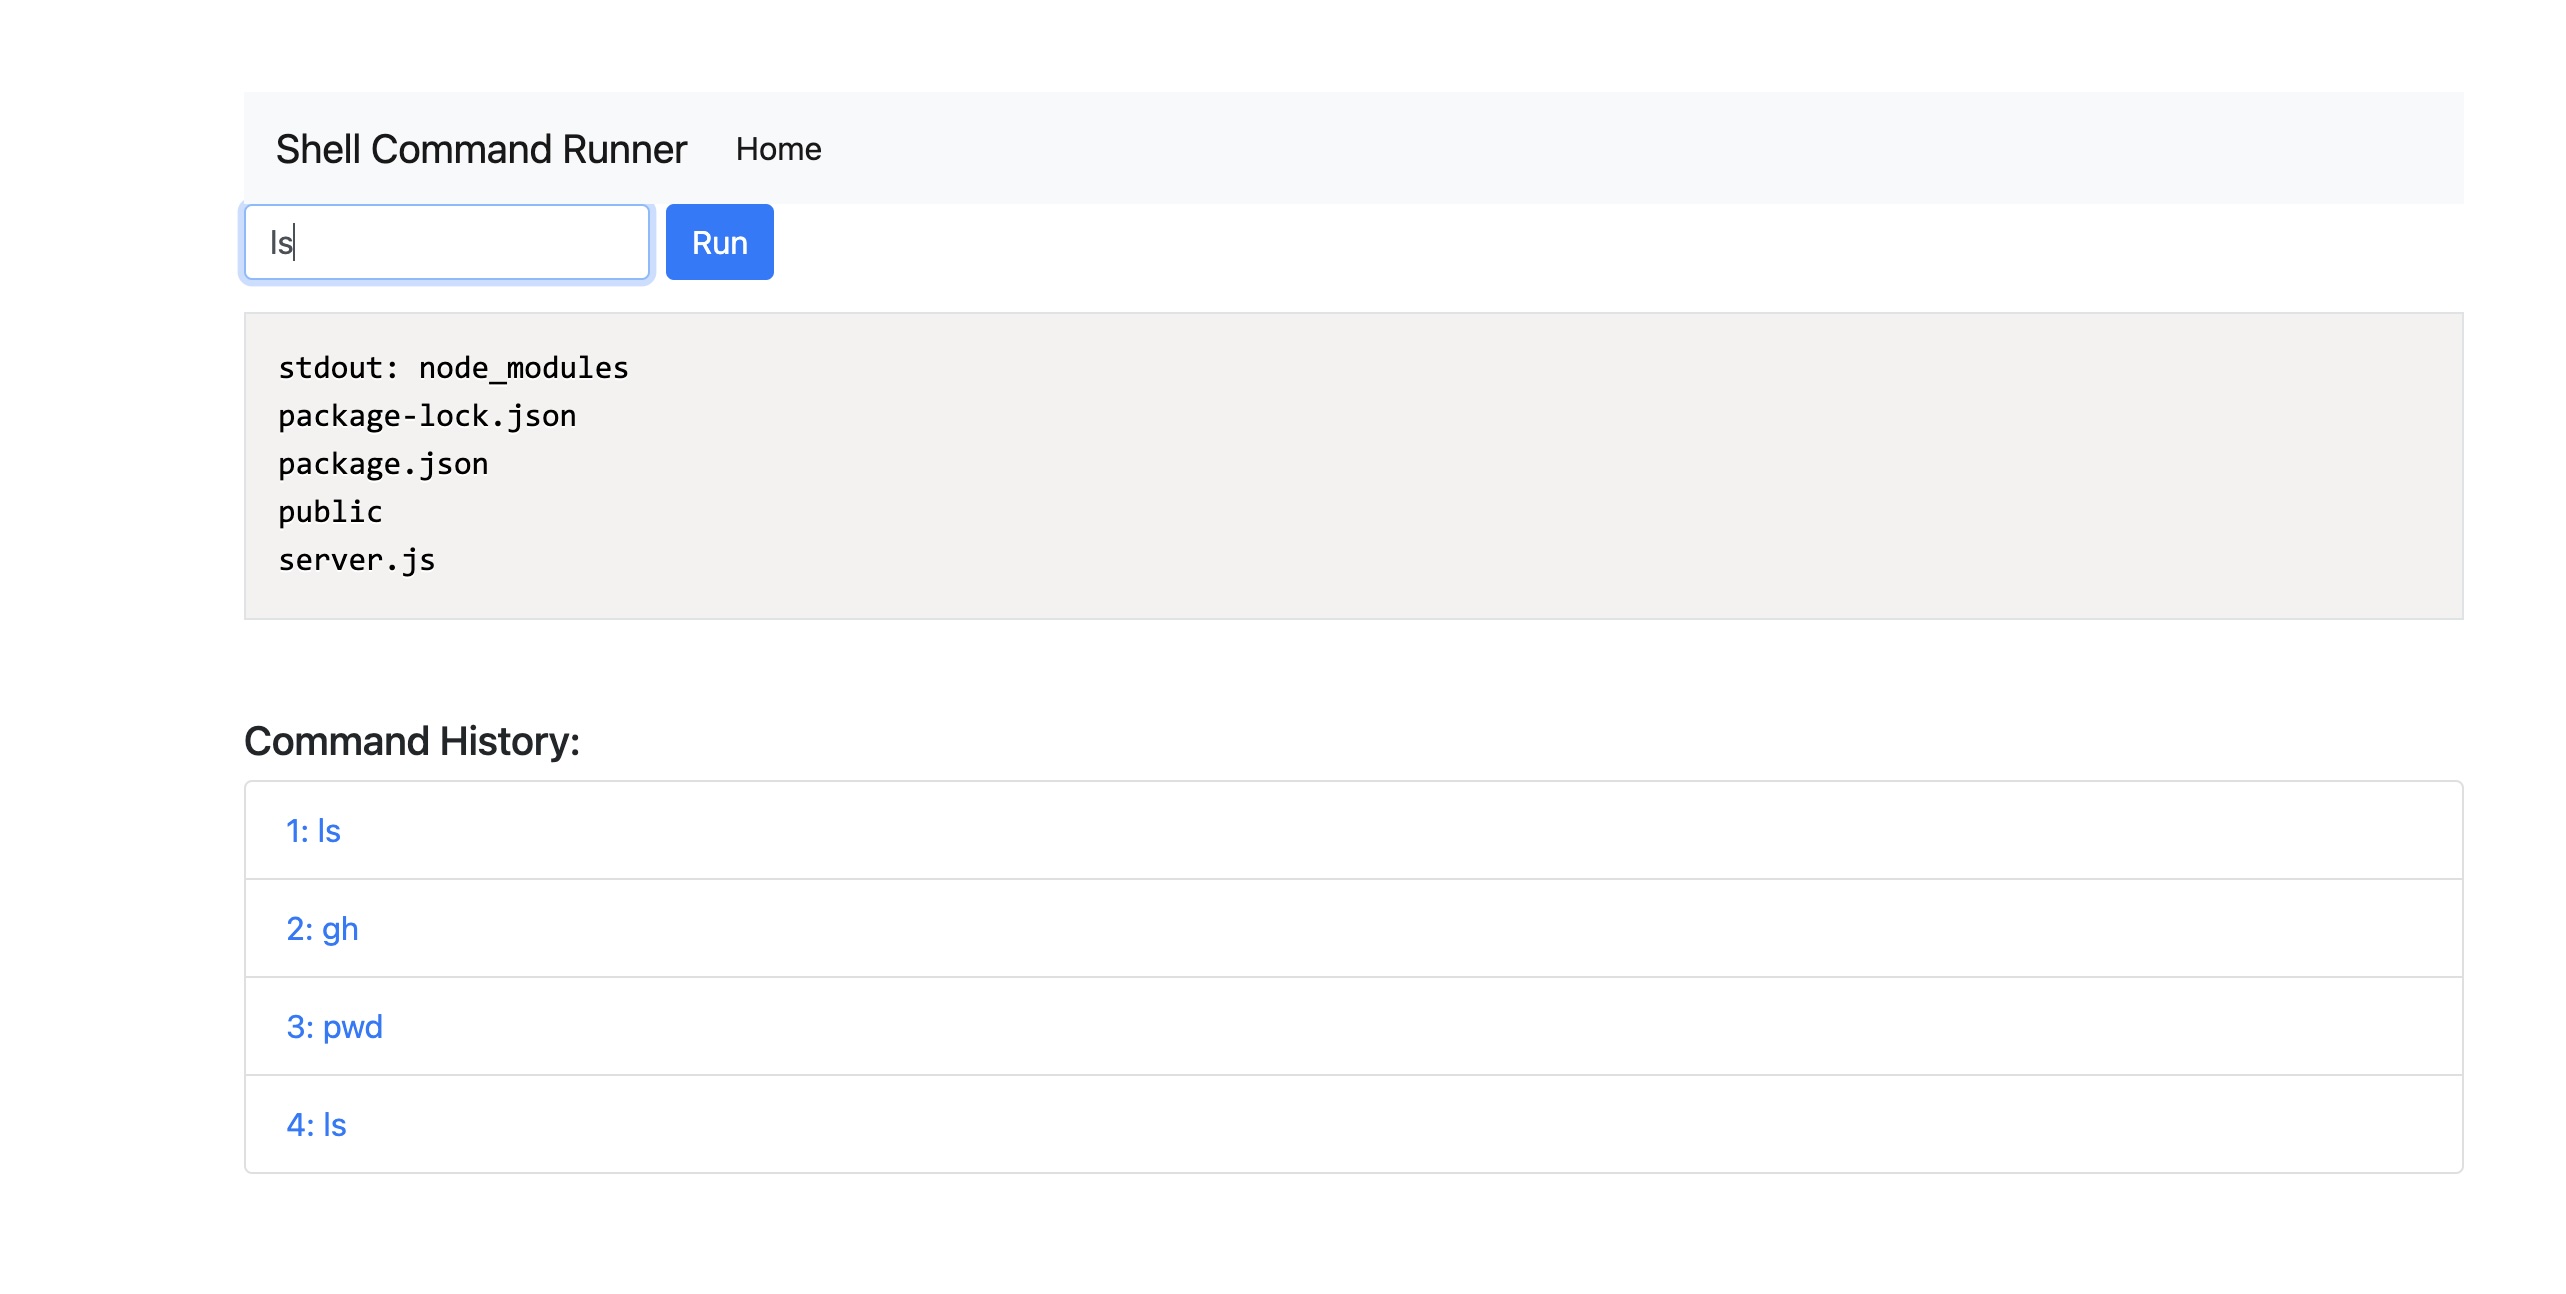 Shell Command Runner Home
ls Run
stdout: node_modules
package-lock.json
package.json
public
server.js
Command History:
1: ls
2: gh
3: pwd
4: ls